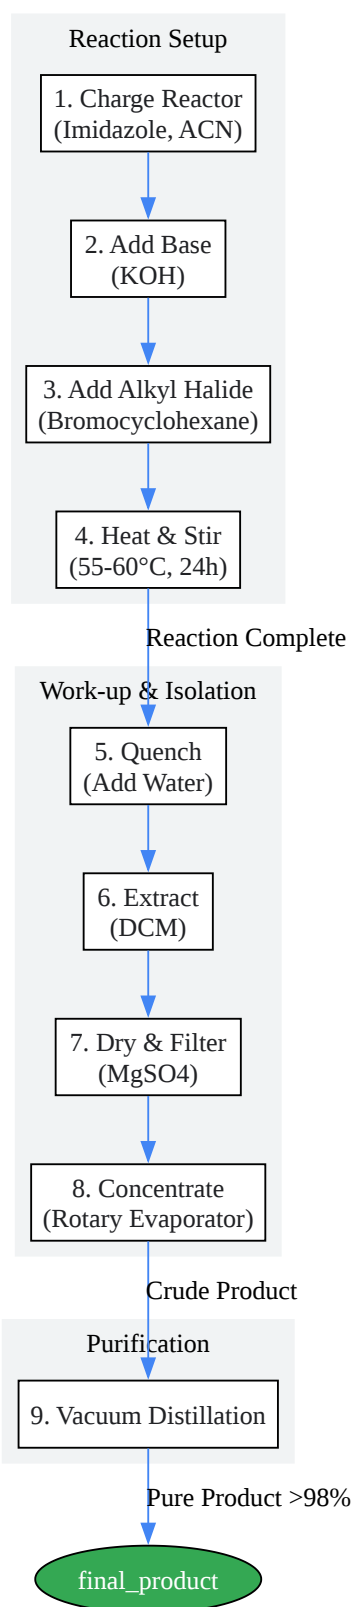 Reaction Setup
1. Charge Reactor
(Imidazole, ACN)
2. Add Base
(KOH)
3. Add Alkyl Halide
(Bromocyclohexane)
4. Heat & Stir
(55-60°C, 24h)
Reaction Complete
Work-up & Isolation
5. Quench
(Add Water)
6. Extract
(DCM)
7. Dry & Filter
(MgSO4)
8. Concentrate
(Rotary Evaporator)
Crude Product
Purification
9. Vacuum Distillation
Pure Product >98%
final_product